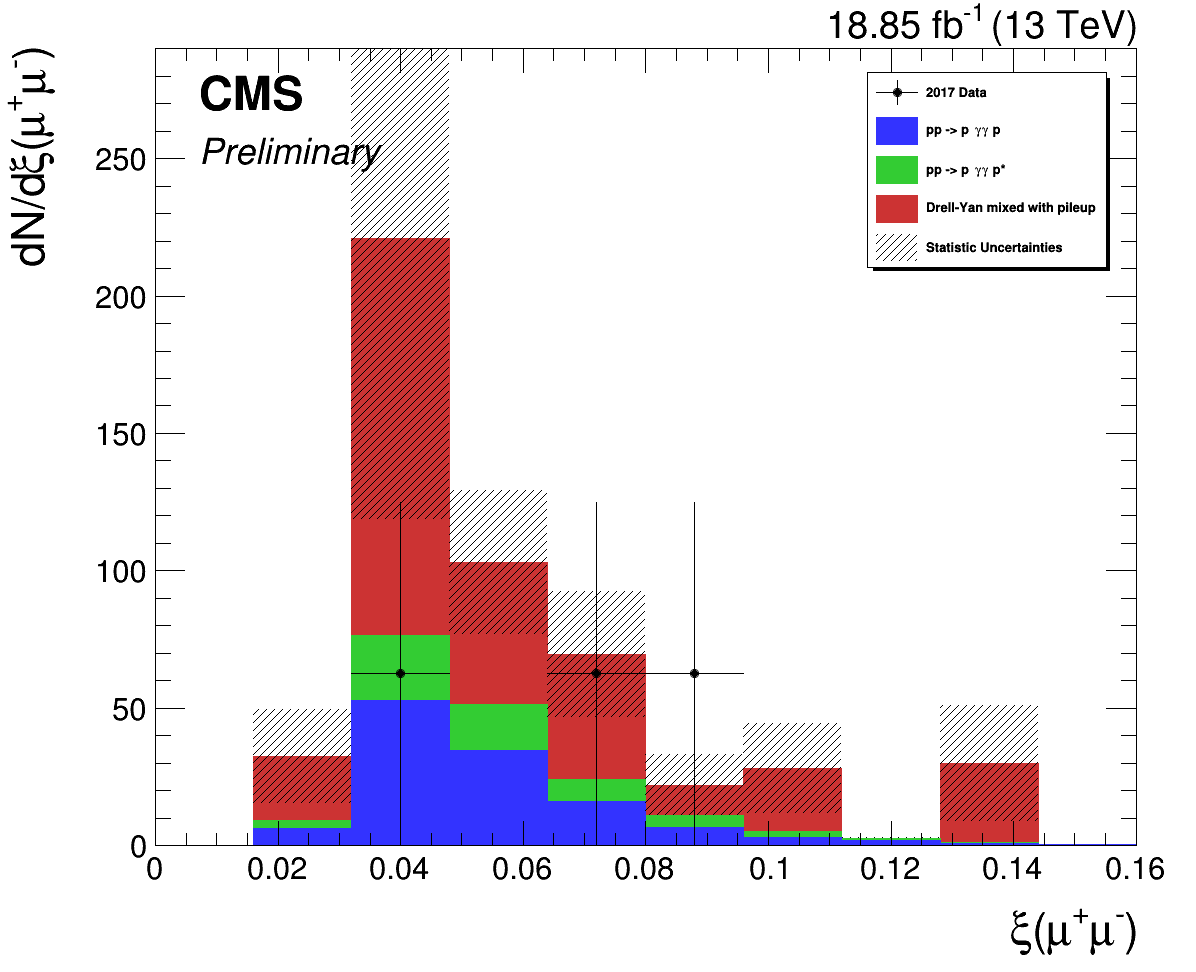 18.85 fb⁻¹ (13 TeV)
dN/dξ(μ⁺μ⁻)
CMS
Preliminary
2017 Data
pp -> p γγ p
pp -> p γγ p*
Drell-Yan mixed with pileup
Statistic Uncertainties
250
200
150
100
50
0
0 0.02 0.04 0.06 0.08 0.1 0.12 0.14 0.16
ξ(μ⁺μ⁻)